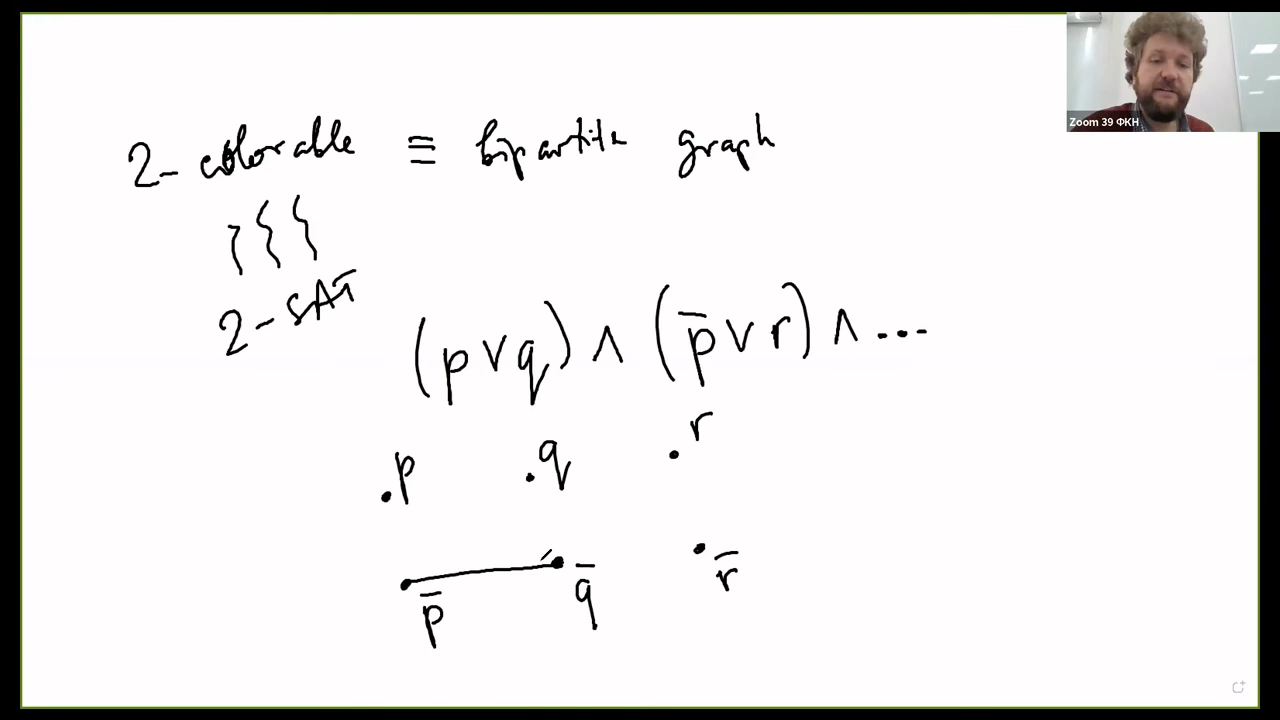 Zoom 39 ФКН
2-colorable ≡ bipartite graph
2-SAT
(p∨q) ∧ (p̄∨r) ∧ ...
p q r
p̄ q̄ r̄